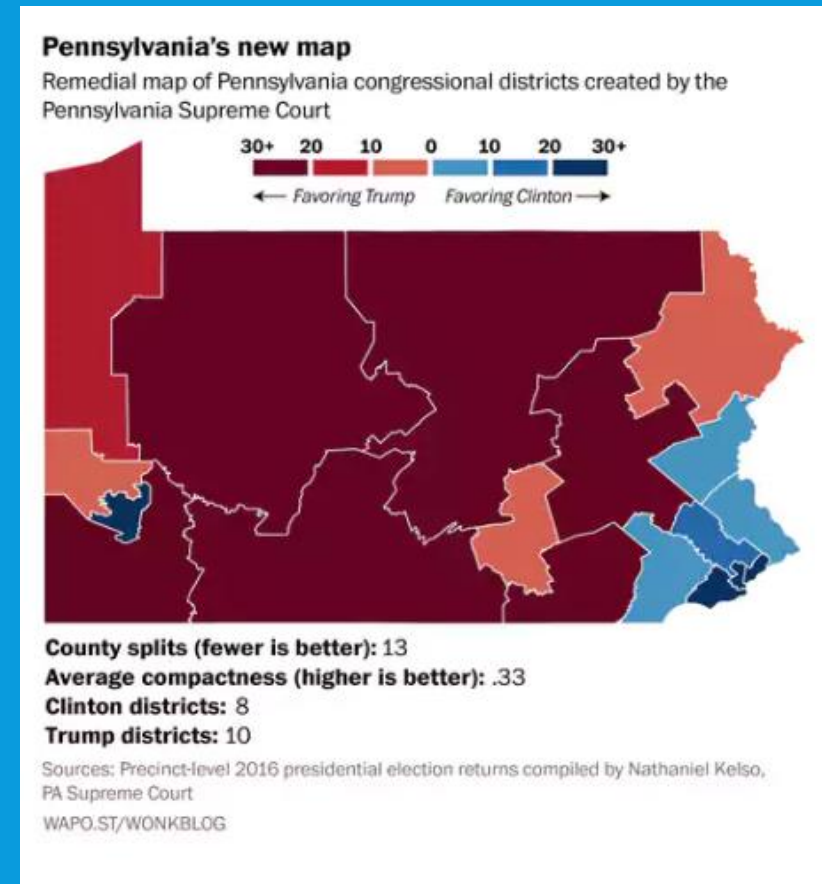 Pennsylvania's new map
Remedial map of Pennsylvania congressional districts created by the
Pennsylvania Supreme Court
30+ 20 10 0 10 20 30+
← Favoring Trump Favoring Clinton →
County splits (fewer is better): 13
Average compactness (higher is better): .33
Clinton districts: 8
Trump districts: 10
Sources: Precinct-level 2016 presidential election returns compiled by Nathaniel Kelso,
PA Supreme Court
WAPO.ST/WONKBLOG